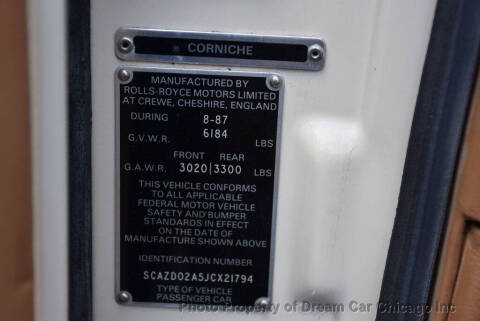 ® CORNICHE
MANUFACTURED BY
ROLLS-ROYCE MOTORS LIMITED
AT CREWE, CHESHIRE, ENGLAND
DURING 8-87
G.V.W.R. 6184 LBS
FRONT REAR
G.A.W.R. 3020|3300 LBS
THIS VEHICLE CONFORMS
TO ALL APPLICABLE
FEDERAL MOTOR VEHICLE
SAFETY AND BUMPER
STANDARDS IN EFFECT
ON THE DATE OF
MANUFACTURE SHOWN ABOVE
IDENTIFICATION NUMBER
SCAZD02A5JCX21794
TYPE OF VEHICLE
PASSENGER CAR
Photo Property of Dream Car Chicago Inc